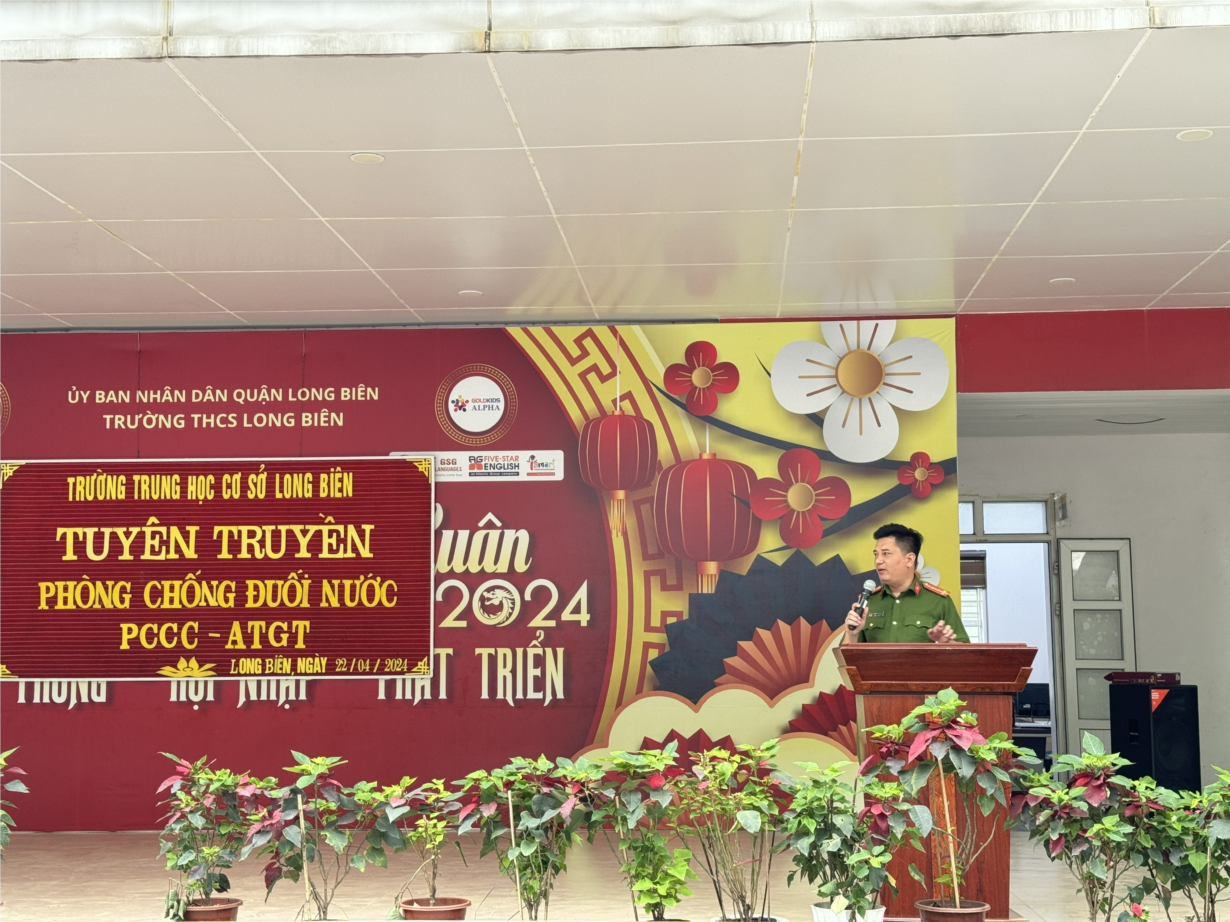 ỦY BAN NHÂN DÂN QUẬN LONG BIÊN
TRƯỜNG THCS LONG BIÊN
GOLDKIDS
ALPHA
GSG
LANGUAGES
FIVE-STAR
ENGLISH
TRƯỜNG TRUNG HỌC CƠ SỞ LONG BIÊN
TUYÊN TRUYỀN
PHÒNG CHỐNG ĐUỐI NƯỚC
PCCC - ATGT
LONG BIÊN, NGÀY 22/04/2024
uân
2024
PHÁT TRIỂN